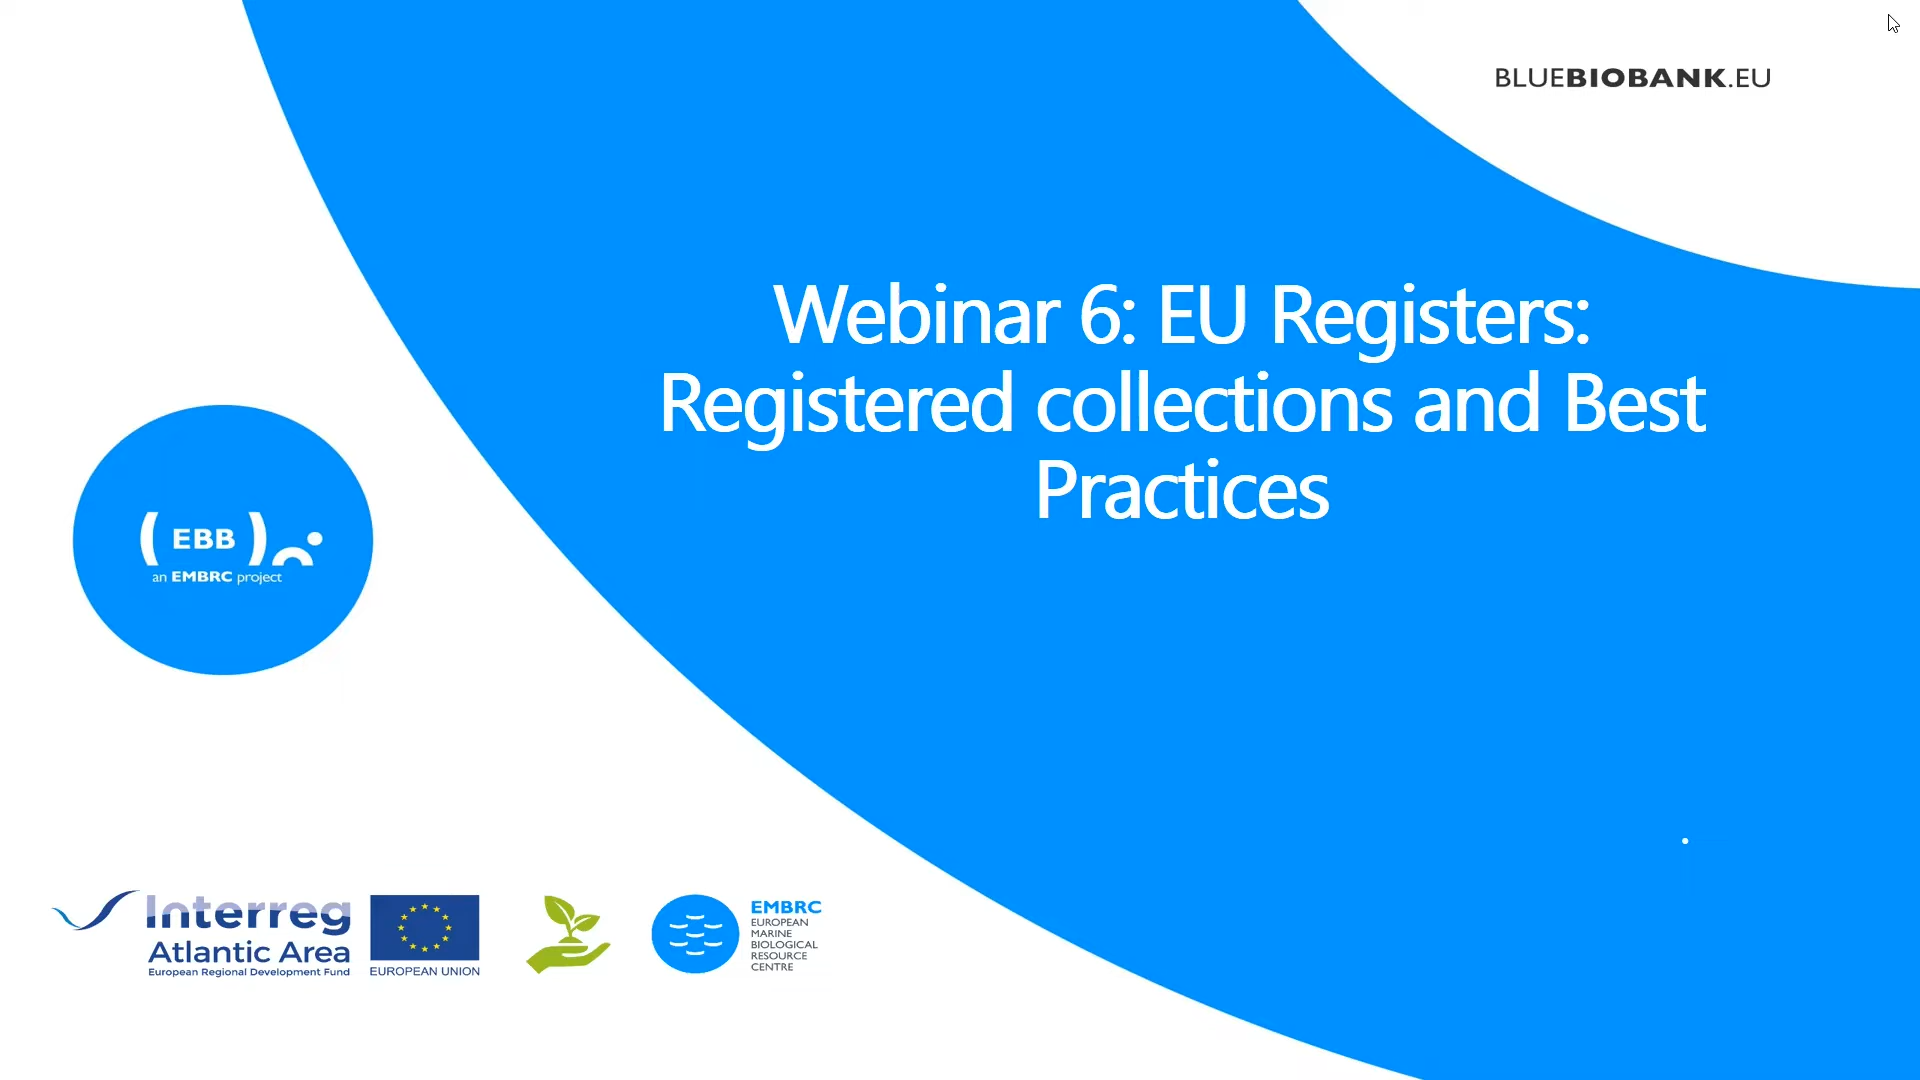 BLUEBIOBANK.EU
Webinar 6: EU Registers:
Registered collections and Best
Practices
( EBB )
an EMBRC project
Interreg
Atlantic Area
European Regional Development Fund
EUROPEAN UNION
EMBRC
EUROPEAN
MARINE
BIOLOGICAL
RESOURCE
CENTRE